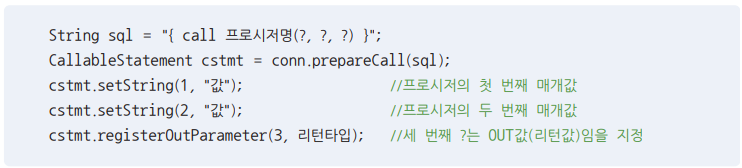 String sql = "{ call 프로시저명(?, ?, ?) }";
CallableStatement cstmt = conn.prepareCall(sql);
cstmt.setString(1, "값"); //프로시저의 첫 번째 매개값
cstmt.setString(2, "값"); //프로시저의 두 번째 매개값
cstmt.registerOutParameter(3, 리턴타입); //세 번째 ?는 OUT값(리턴값)임을 지정